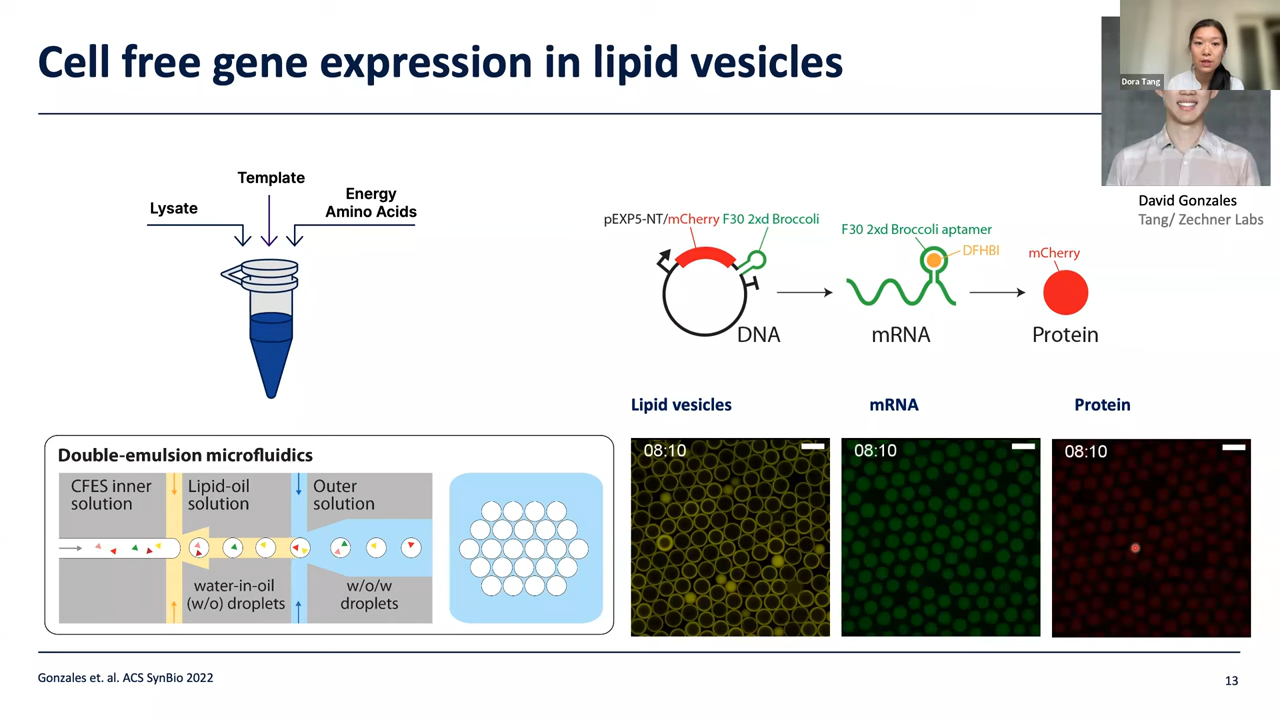 Cell free gene expression in lipid vesicles
Dora Tang
David Gonzales
Tang/ Zechner Labs
Template
Lysate
Energy
Amino Acids
pEXP5-NT/mCherry F30 2xd Broccoli
F30 2xd Broccoli aptamer
DFHBI
mCherry
DNA
mRNA
Protein
Double-emulsion microfluidics
CFES inner
solution
Lipid-oil
solution
Outer
solution
water-in-oil
(w/o) droplets
w/o/w
droplets
Lipid vesicles
mRNA
Protein
08:10
08:10
08:10
Gonzales et. al. ACS SynBio 2022
13